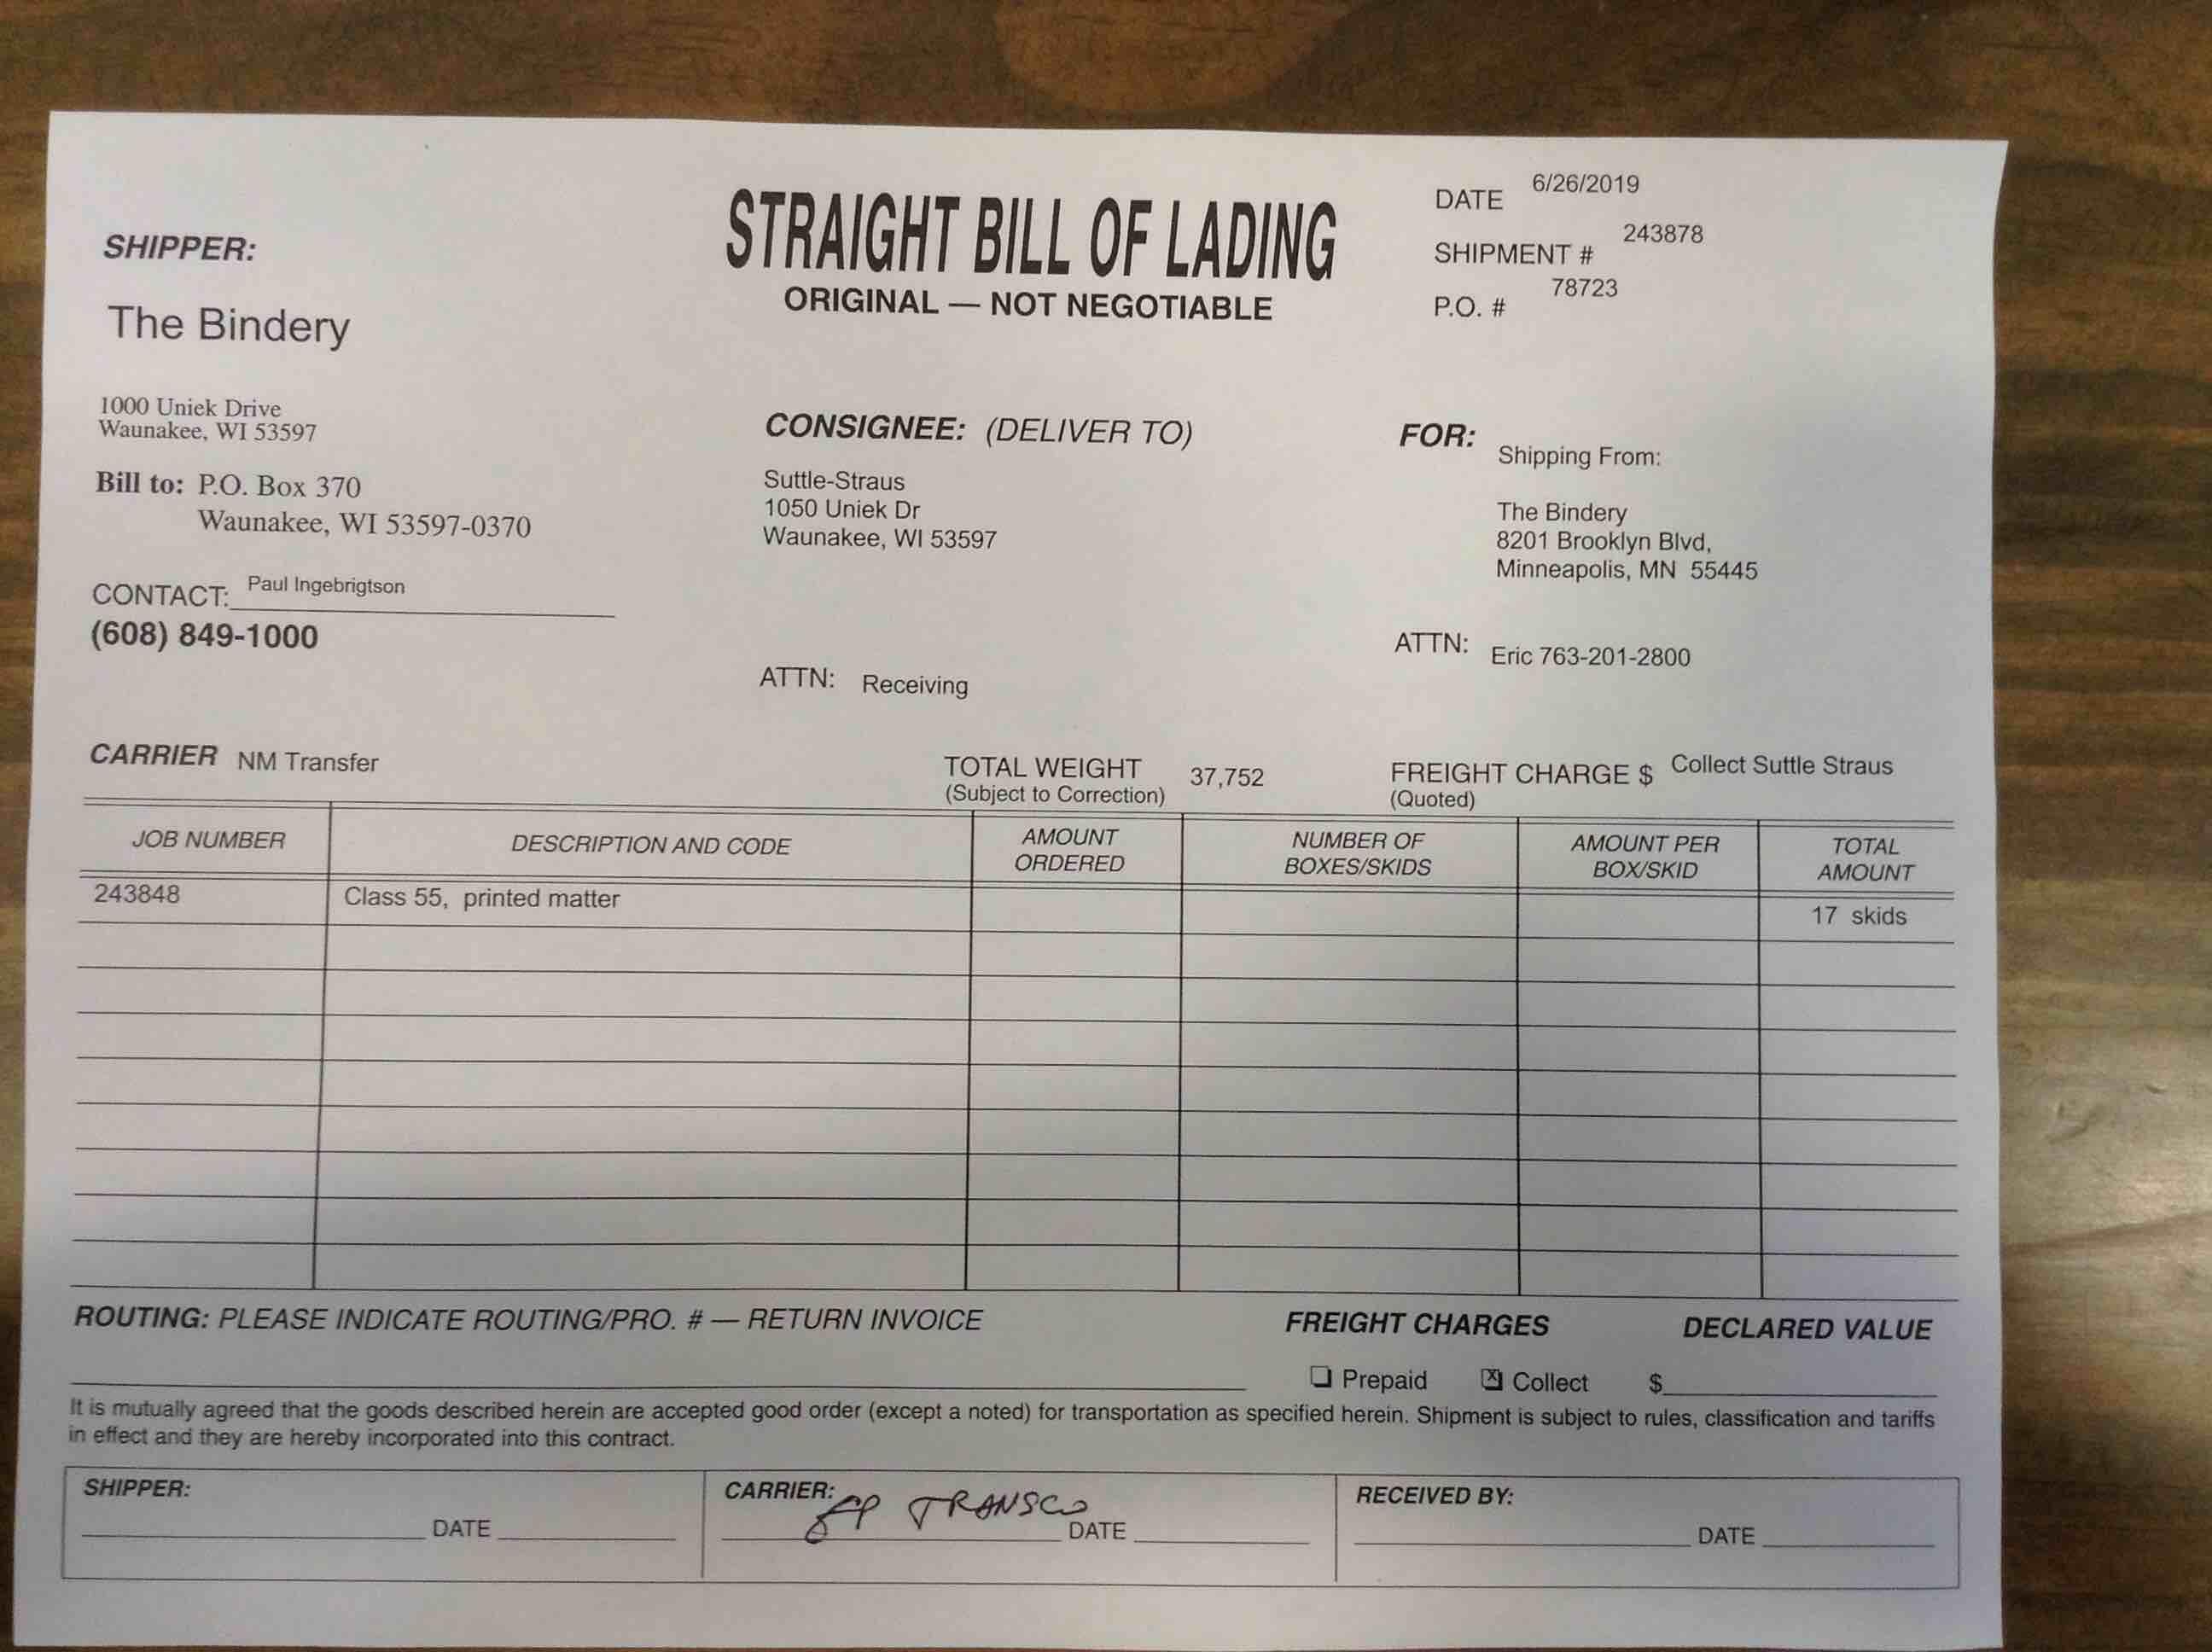 STRAIGHT BILL OF LADING
ORIGINAL — NOT NEGOTIABLE
DATE 6/26/2019
SHIPMENT # 243878
P.O. # 78723
SHIPPER:
The Bindery
1000 Uniek Drive
Waunakee, WI 53597
Bill to: P.O. Box 370
Waunakee, WI 53597-0370
CONTACT: Paul Ingebrigtson
(608) 849-1000
CONSIGNEE: (DELIVER TO)
Suttle-Straus
1050 Uniek Dr
Waunakee, WI 53597
ATTN: Receiving
FOR: Shipping From:
The Bindery
8201 Brooklyn Blvd,
Minneapolis, MN 55445
ATTN: Eric 763-201-2800
CARRIER NM Transfer
TOTAL WEIGHT 37,752
(Subject to Correction)
FREIGHT CHARGE $ Collect Suttle Straus
(Quoted)
JOB NUMBER DESCRIPTION AND CODE AMOUNT ORDERED NUMBER OF BOXES/SKIDS AMOUNT PER BOX/SKID TOTAL AMOUNT
243848 Class 55, printed matter 17 skids
ROUTING: PLEASE INDICATE ROUTING/PRO. # — RETURN INVOICE
FREIGHT CHARGES DECLARED VALUE
Prepaid Collect $
It is mutually agreed that the goods described herein are accepted good order (except a noted) for transportation as specified herein. Shipment is subject to rules, classification and tariffs
in effect and they are hereby incorporated into this contract.
SHIPPER: DATE
CARRIER: TRANSCO DATE
RECEIVED BY: DATE